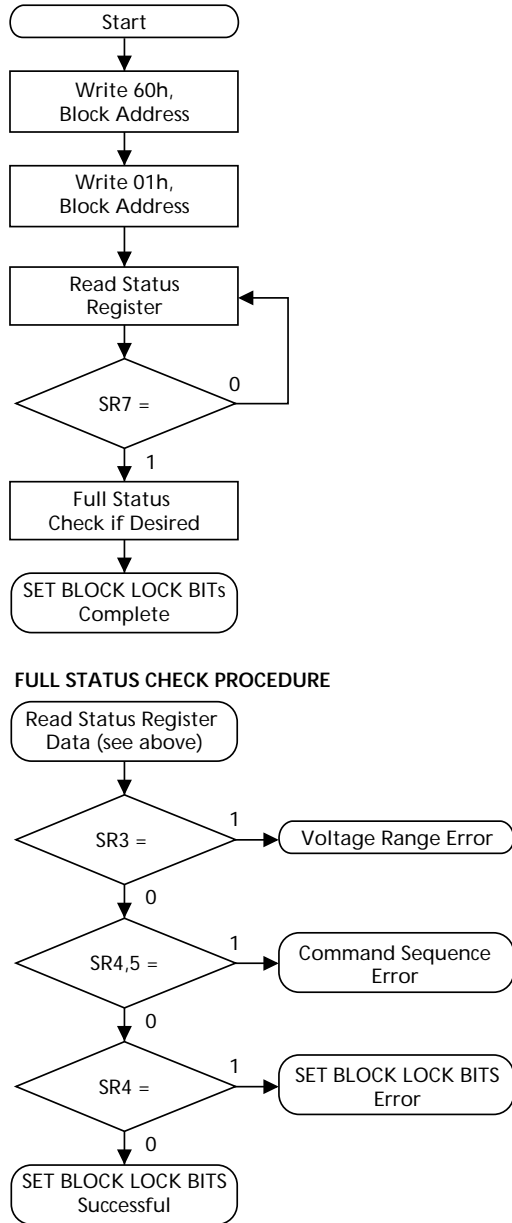 Start
Write 60h,
Block Address
Write 01h,
Block Address
Read Status
Register
0
SR7 =
1
Full Status
Check if Desired
SET BLOCK LOCK BITs
Complete
FULL STATUS CHECK PROCEDURE
Read Status Register
Data (see above)
1
SR3 =
Voltage Range Error
0
1
SR4,5 =
Command Sequence
Error
0
1
SR4 =
SET BLOCK LOCK BITS
Error
0
SET BLOCK LOCK BITS
Successful